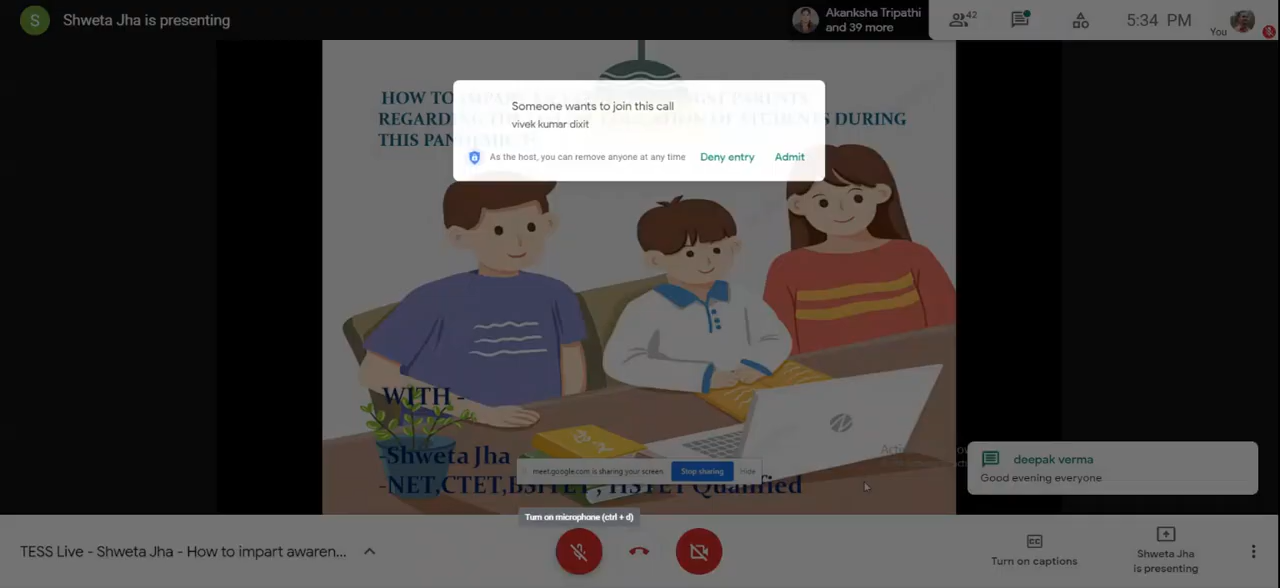 S
Shweta Jha is presenting
Akanksha Tripathi
and 39 more
42
5:34 PM
You
HOW TO
DURING
THIS PAN
Someone wants to join this call
vivek kumar dixit
As the host, you can remove anyone at any time
Deny entry
Admit
WITH -
-Shweta Jha
meet.google.com is sharing your screen
Stop sharing
Hide
-NET,CTET,
Qualified
deepak verma
Good evening everyone
Turn on microphone (ctrl + d)
TESS Live - Shweta Jha - How to impart awaren...
CC
Turn on captions
Shweta Jha
is presenting